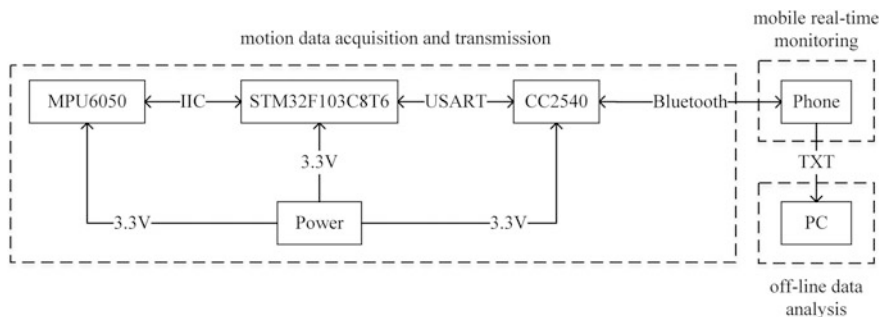 mobile real-time
monitoring
motion data acquisition and transmission
MPU6050
IIC
STM32F103C8T6
USART
CC2540
Bluetooth
Phone
3.3V
TXT
3.3V
Power
3.3V
PC
off-line data
analysis